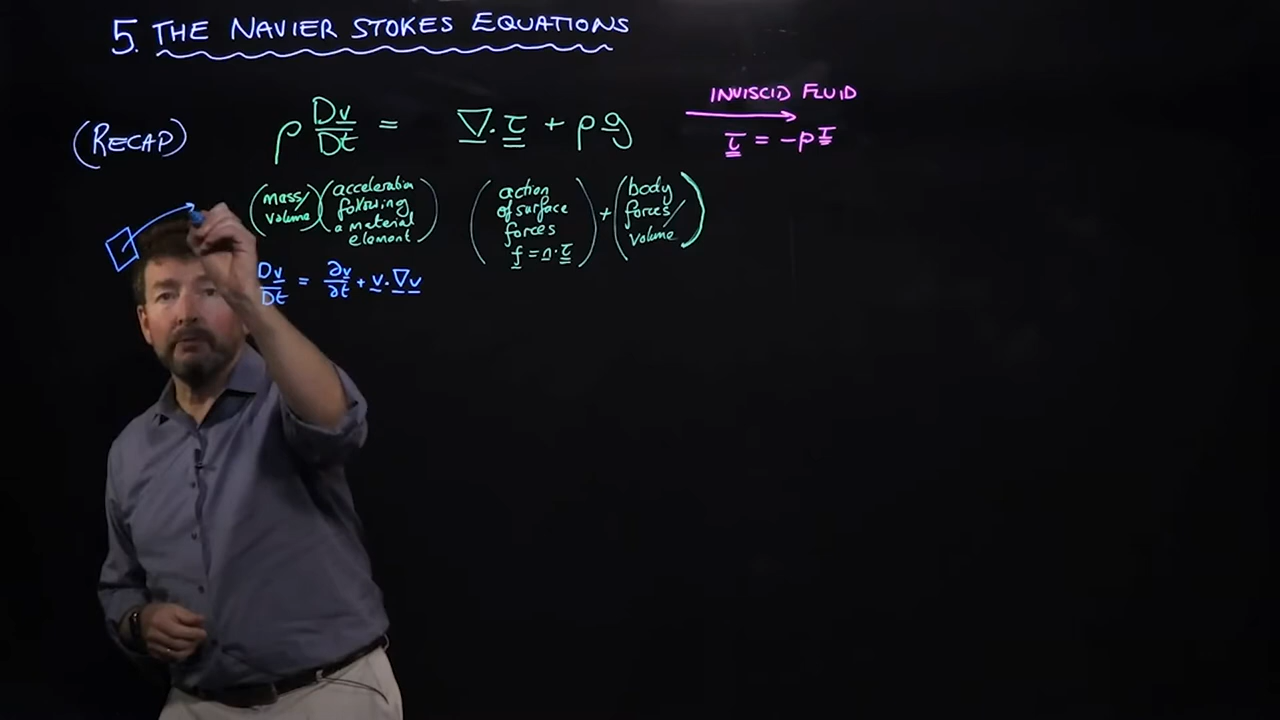 5. THE NAVIER STOKES EQUATIONS
(RECAP)
ρ Dv/Dt = ∇·τ + ρg
INVISCID FLUID
τ = -pI
(mass/volume)
(acceleration
following
a material
element)
(action
of surface
forces
f = n·τ)
+
(body
forces/
volume)
Dv/Dt = ∂v/∂t + v·∇v